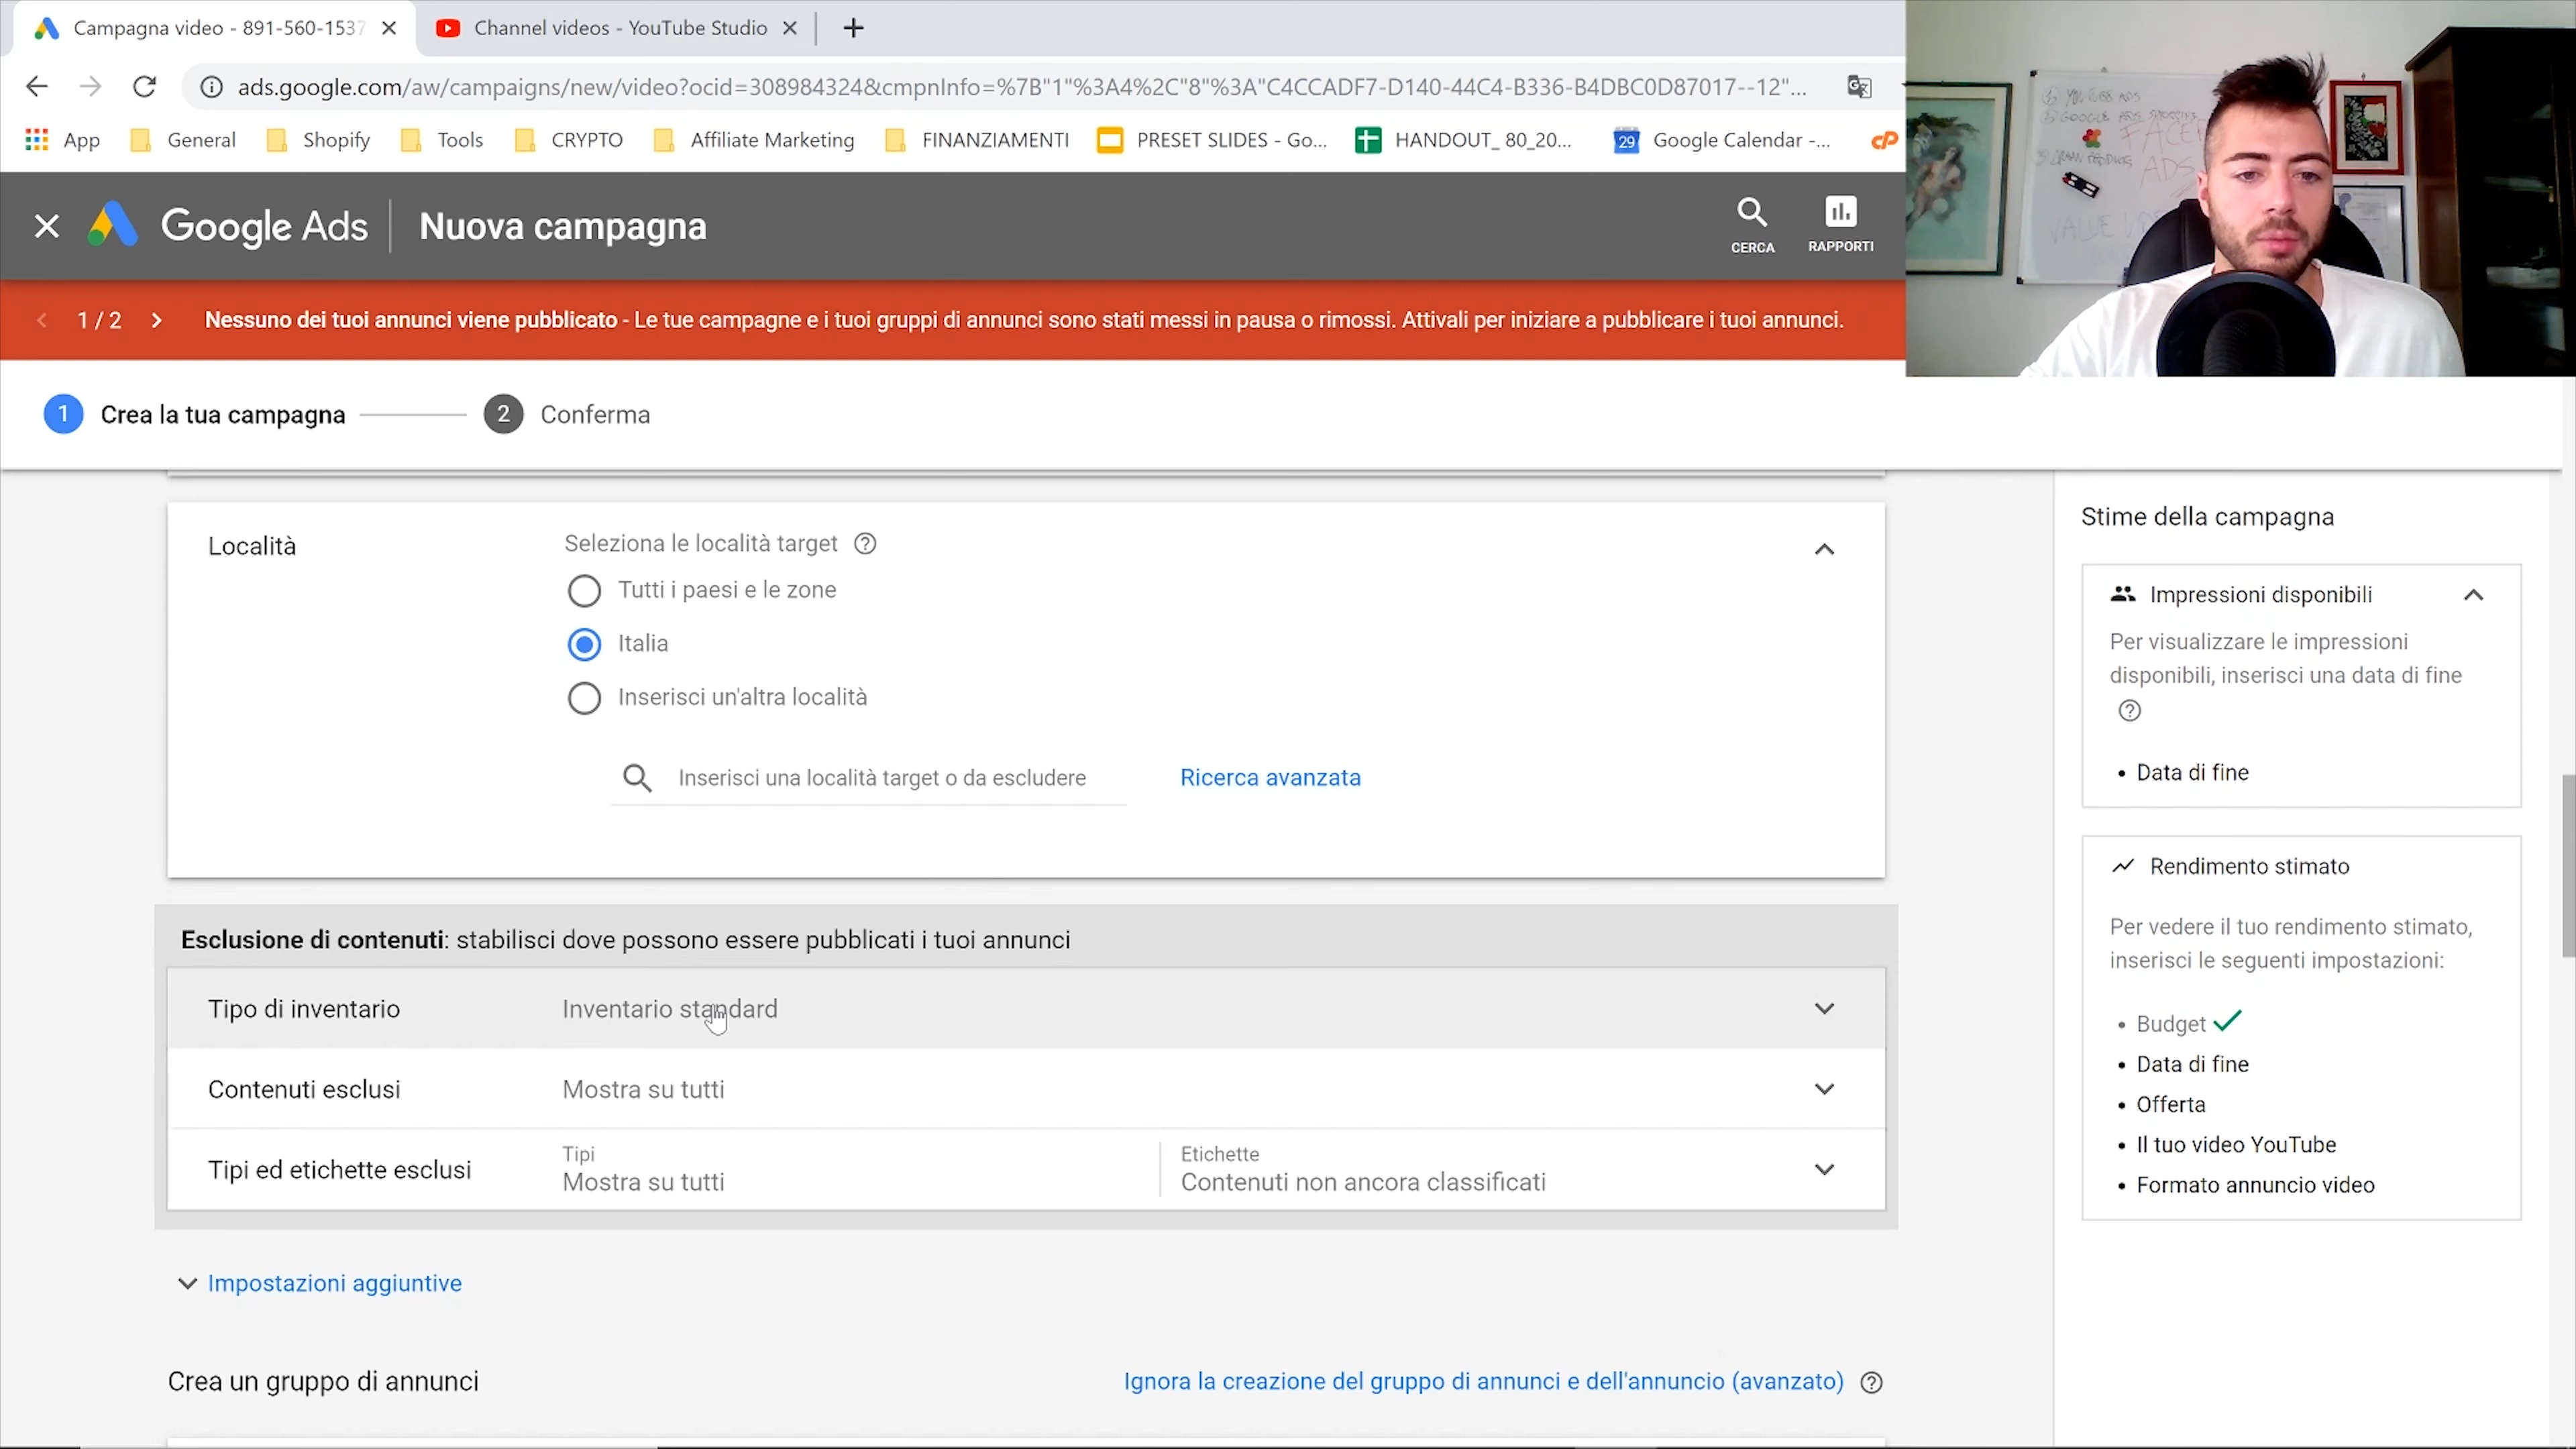 Campagna video - 891-560-1537
Channel videos - YouTube Studio
ads.google.com/aw/campaigns/new/video?ocid=308984324&cmpnInfo=%7B"1"%3A4%2C"8"%3A"C4CCADF7-D140-44C4-B336-B4DBC0D87017--12"...
App General Shopify Tools CRYPTO Affiliate Marketing FINANZIAMENTI PRESET SLIDES - Go... HANDOUT_ 80_20... 29 Google Calendar -...
Google Ads Nuova campagna
CERCA RAPPORTI
1 / 2 Nessuno dei tuoi annunci viene pubblicato - Le tue campagne e i tuoi gruppi di annunci sono stati messi in pausa o rimossi. Attivali per iniziare a pubblicare i tuoi annunci.
1 Crea la tua campagna 2 Conferma
Località
Seleziona le località target
Tutti i paesi e le zone
Italia
Inserisci un'altra località
Inserisci una località target o da escludere Ricerca avanzata
Esclusione di contenuti: stabilisci dove possono essere pubblicati i tuoi annunci
Tipo di inventario Inventario standard
Contenuti esclusi Mostra su tutti
Tipi ed etichette esclusi
Tipi
Mostra su tutti
Etichette
Contenuti non ancora classificati
Impostazioni aggiuntive
Crea un gruppo di annunci
Ignora la creazione del gruppo di annunci e dell'annuncio (avanzato)
Stime della campagna
Impressioni disponibili
Per visualizzare le impressioni
disponibili, inserisci una data di fine
• Data di fine
Rendimento stimato
Per vedere il tuo rendimento stimato,
inserisci le seguenti impostazioni:
• Budget
• Data di fine
• Offerta
• Il tuo video YouTube
• Formato annuncio video
YOUTUBE ADS
ADS